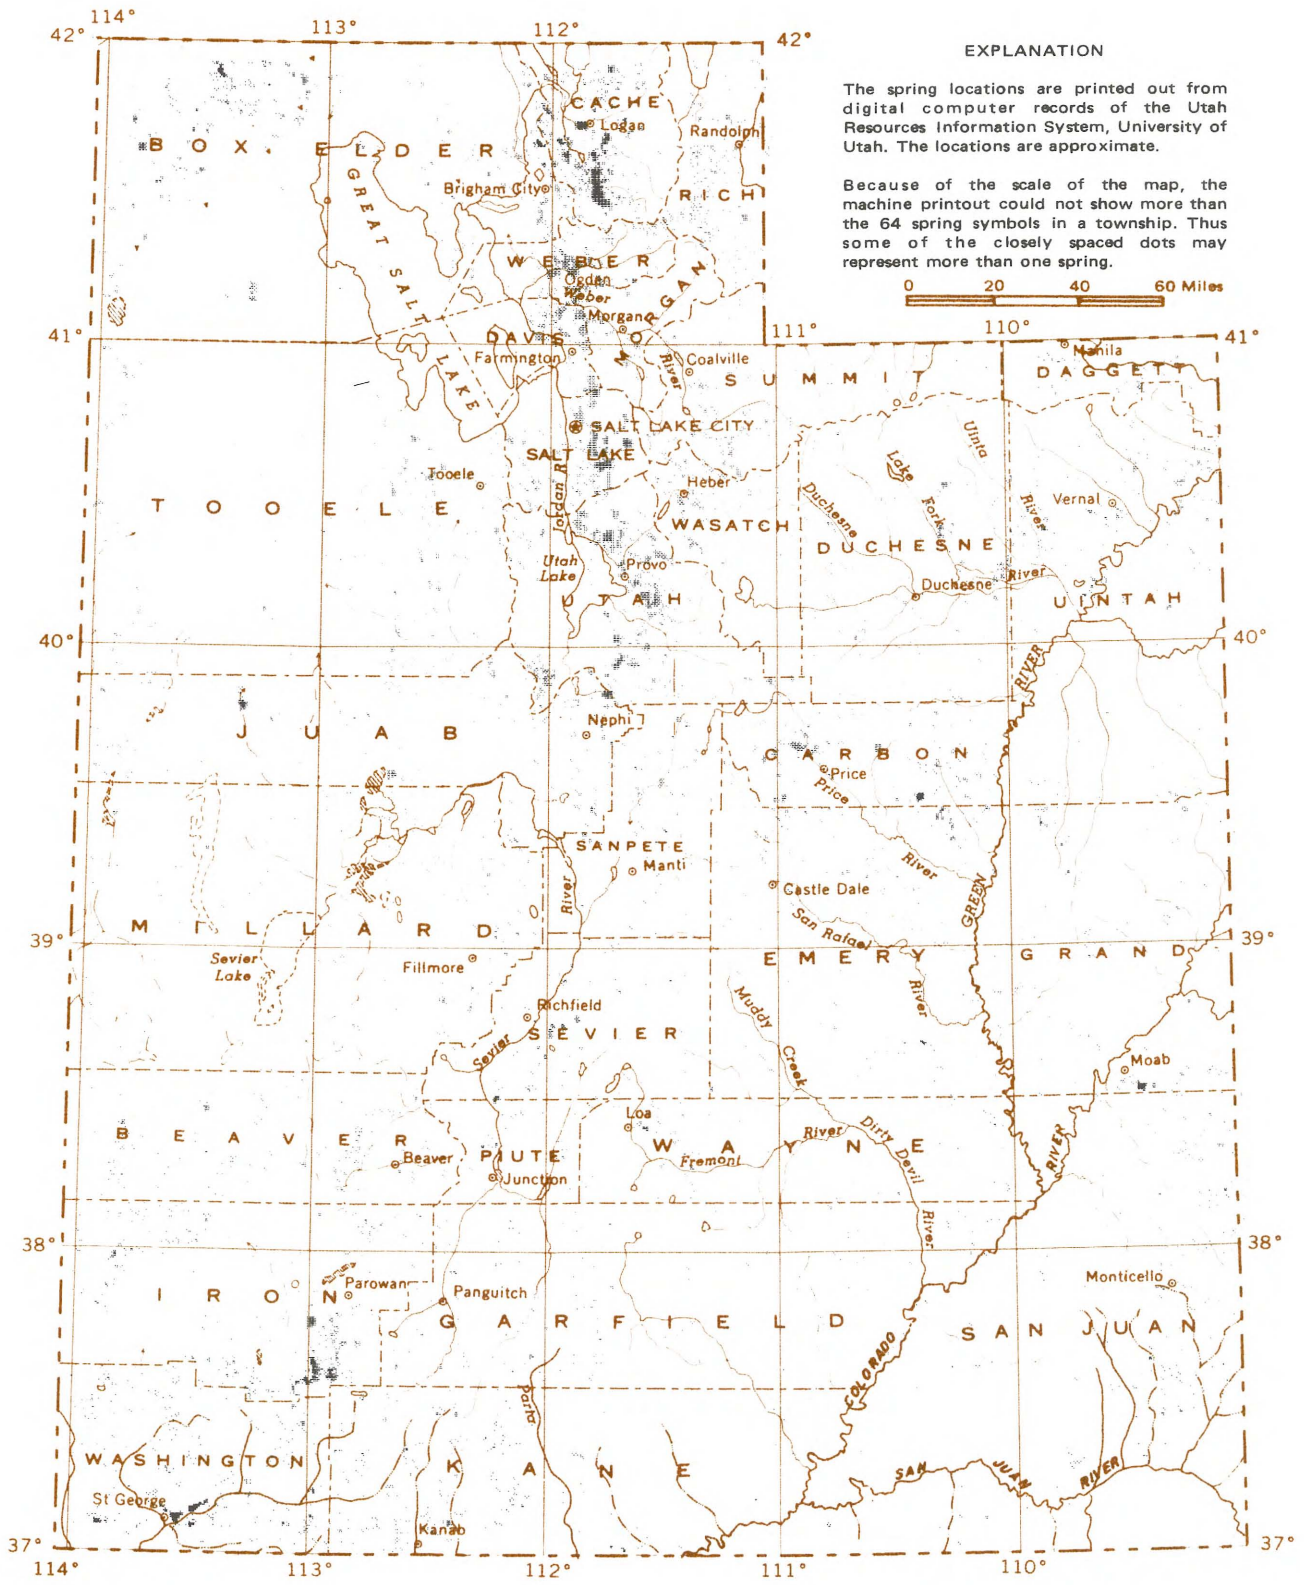 114°
113°
112°
42°
42°
EXPLANATION
The spring locations are printed out from
digital computer records of the Utah
Resources Information System, University of
Utah. The locations are approximate.
Because of the scale of the map, the
machine printout could not show more than
the 64 spring symbols in a township. Thus
some of the closely spaced dots may
represent more than one spring.
0 20 40 60 Miles
CACHE
Logan
Randolph
BOX ELDER
Brigham City
RICH
GREAT SALT LAKE
WEBER
Ogden
Weber
River
Morgan
MORGAN
41°
DAVIS
Farmington
Coalville
111°
110°
41°
Manila
SUMMIT
DAGGETT
SALT LAKE CITY
SALT LAKE
Uinta
River
Lake
Fork
Tooele
Jordan R
Heber
Duchesne
River
Vernal
TOOELE
WASATCH
DUCHESNE
Utah
Lake
Provo
Duchesne
UTAH
UINTAH
40°
40°
GREEN
RIVER
JUAB
Nephi
CARBON
Price
Price
River
SANPETE
Manti
River
Castle Dale
San Rafael
River
MILLARD
39°
39°
Sevier
Lake
Fillmore
EMERY
GRAND
Richfield
Muddy
Creek
SEVIER
Sevier
Moab
Loa
BEAVER
Beaver
PIUTE
Junction
WAYNE
Fremont
River
Dirty
Devil
River
RIVER
38°
38°
IRON
Parowan
Panguitch
GARFIELD
Monticello
SAN JUAN
COLORADO
Paria
WASHINGTON
KANE
SAN
JUAN
RIVER
St George
Kanab
37°
37°
114°
113°
112°
111°
110°